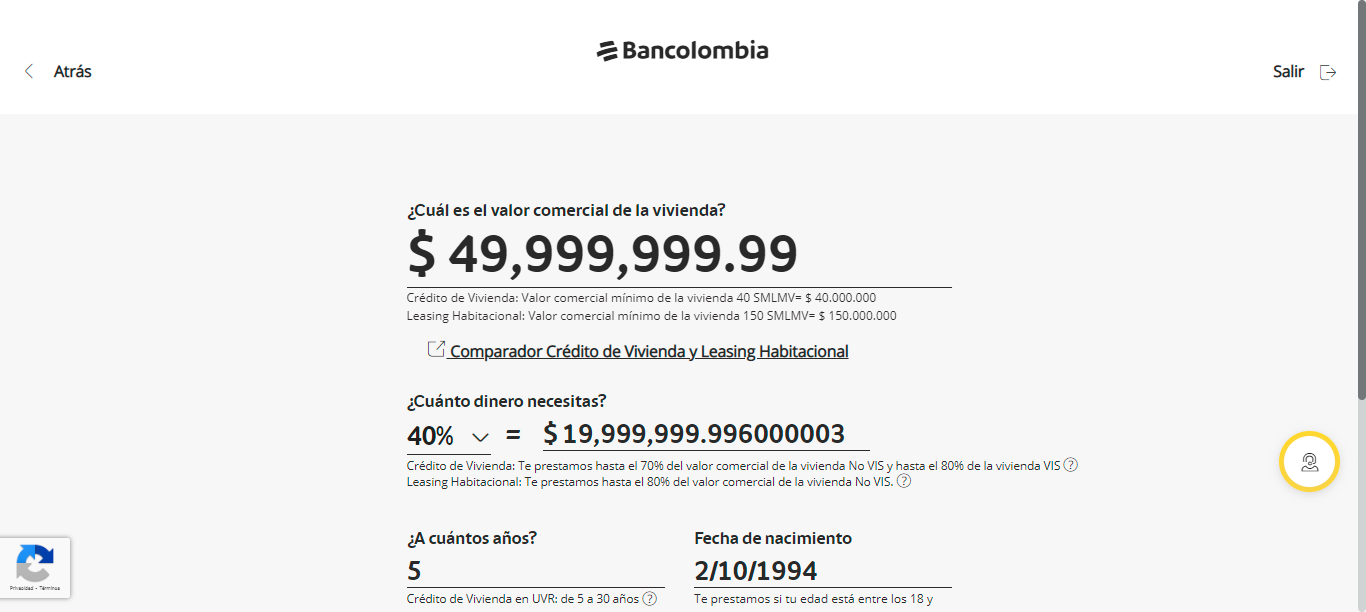 Bancolombia
Atrás
Salir
¿Cuál es el valor comercial de la vivienda?
$ 49,999,999.99
Crédito de Vivienda: Valor comercial mínimo de la vivienda 40 SMLMV= $ 40.000.000
Leasing Habitacional: Valor comercial mínimo de la vivienda 150 SMLMV= $ 150.000.000
Comparador Crédito de Vivienda y Leasing Habitacional
¿Cuánto dinero necesitas?
40% = $ 19,999,999.996000003
Crédito de Vivienda: Te prestamos hasta el 70% del valor comercial de la vivienda No VIS y hasta el 80% de la vivienda VIS ?
Leasing Habitacional: Te prestamos hasta el 80% del valor comercial de la vivienda No VIS. ?
¿A cuántos años?
5
Crédito de Vivienda en UVR: de 5 a 30 años ?
Fecha de nacimiento
2/10/1994
Te prestamos si tu edad está entre los 18 y
Privacidad - Términos